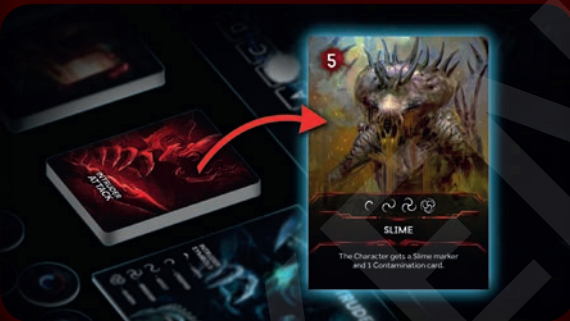 5
INTRUDER
ATTACK
SLIME
The Character gets a Slime marker
and 1 Contamination card.